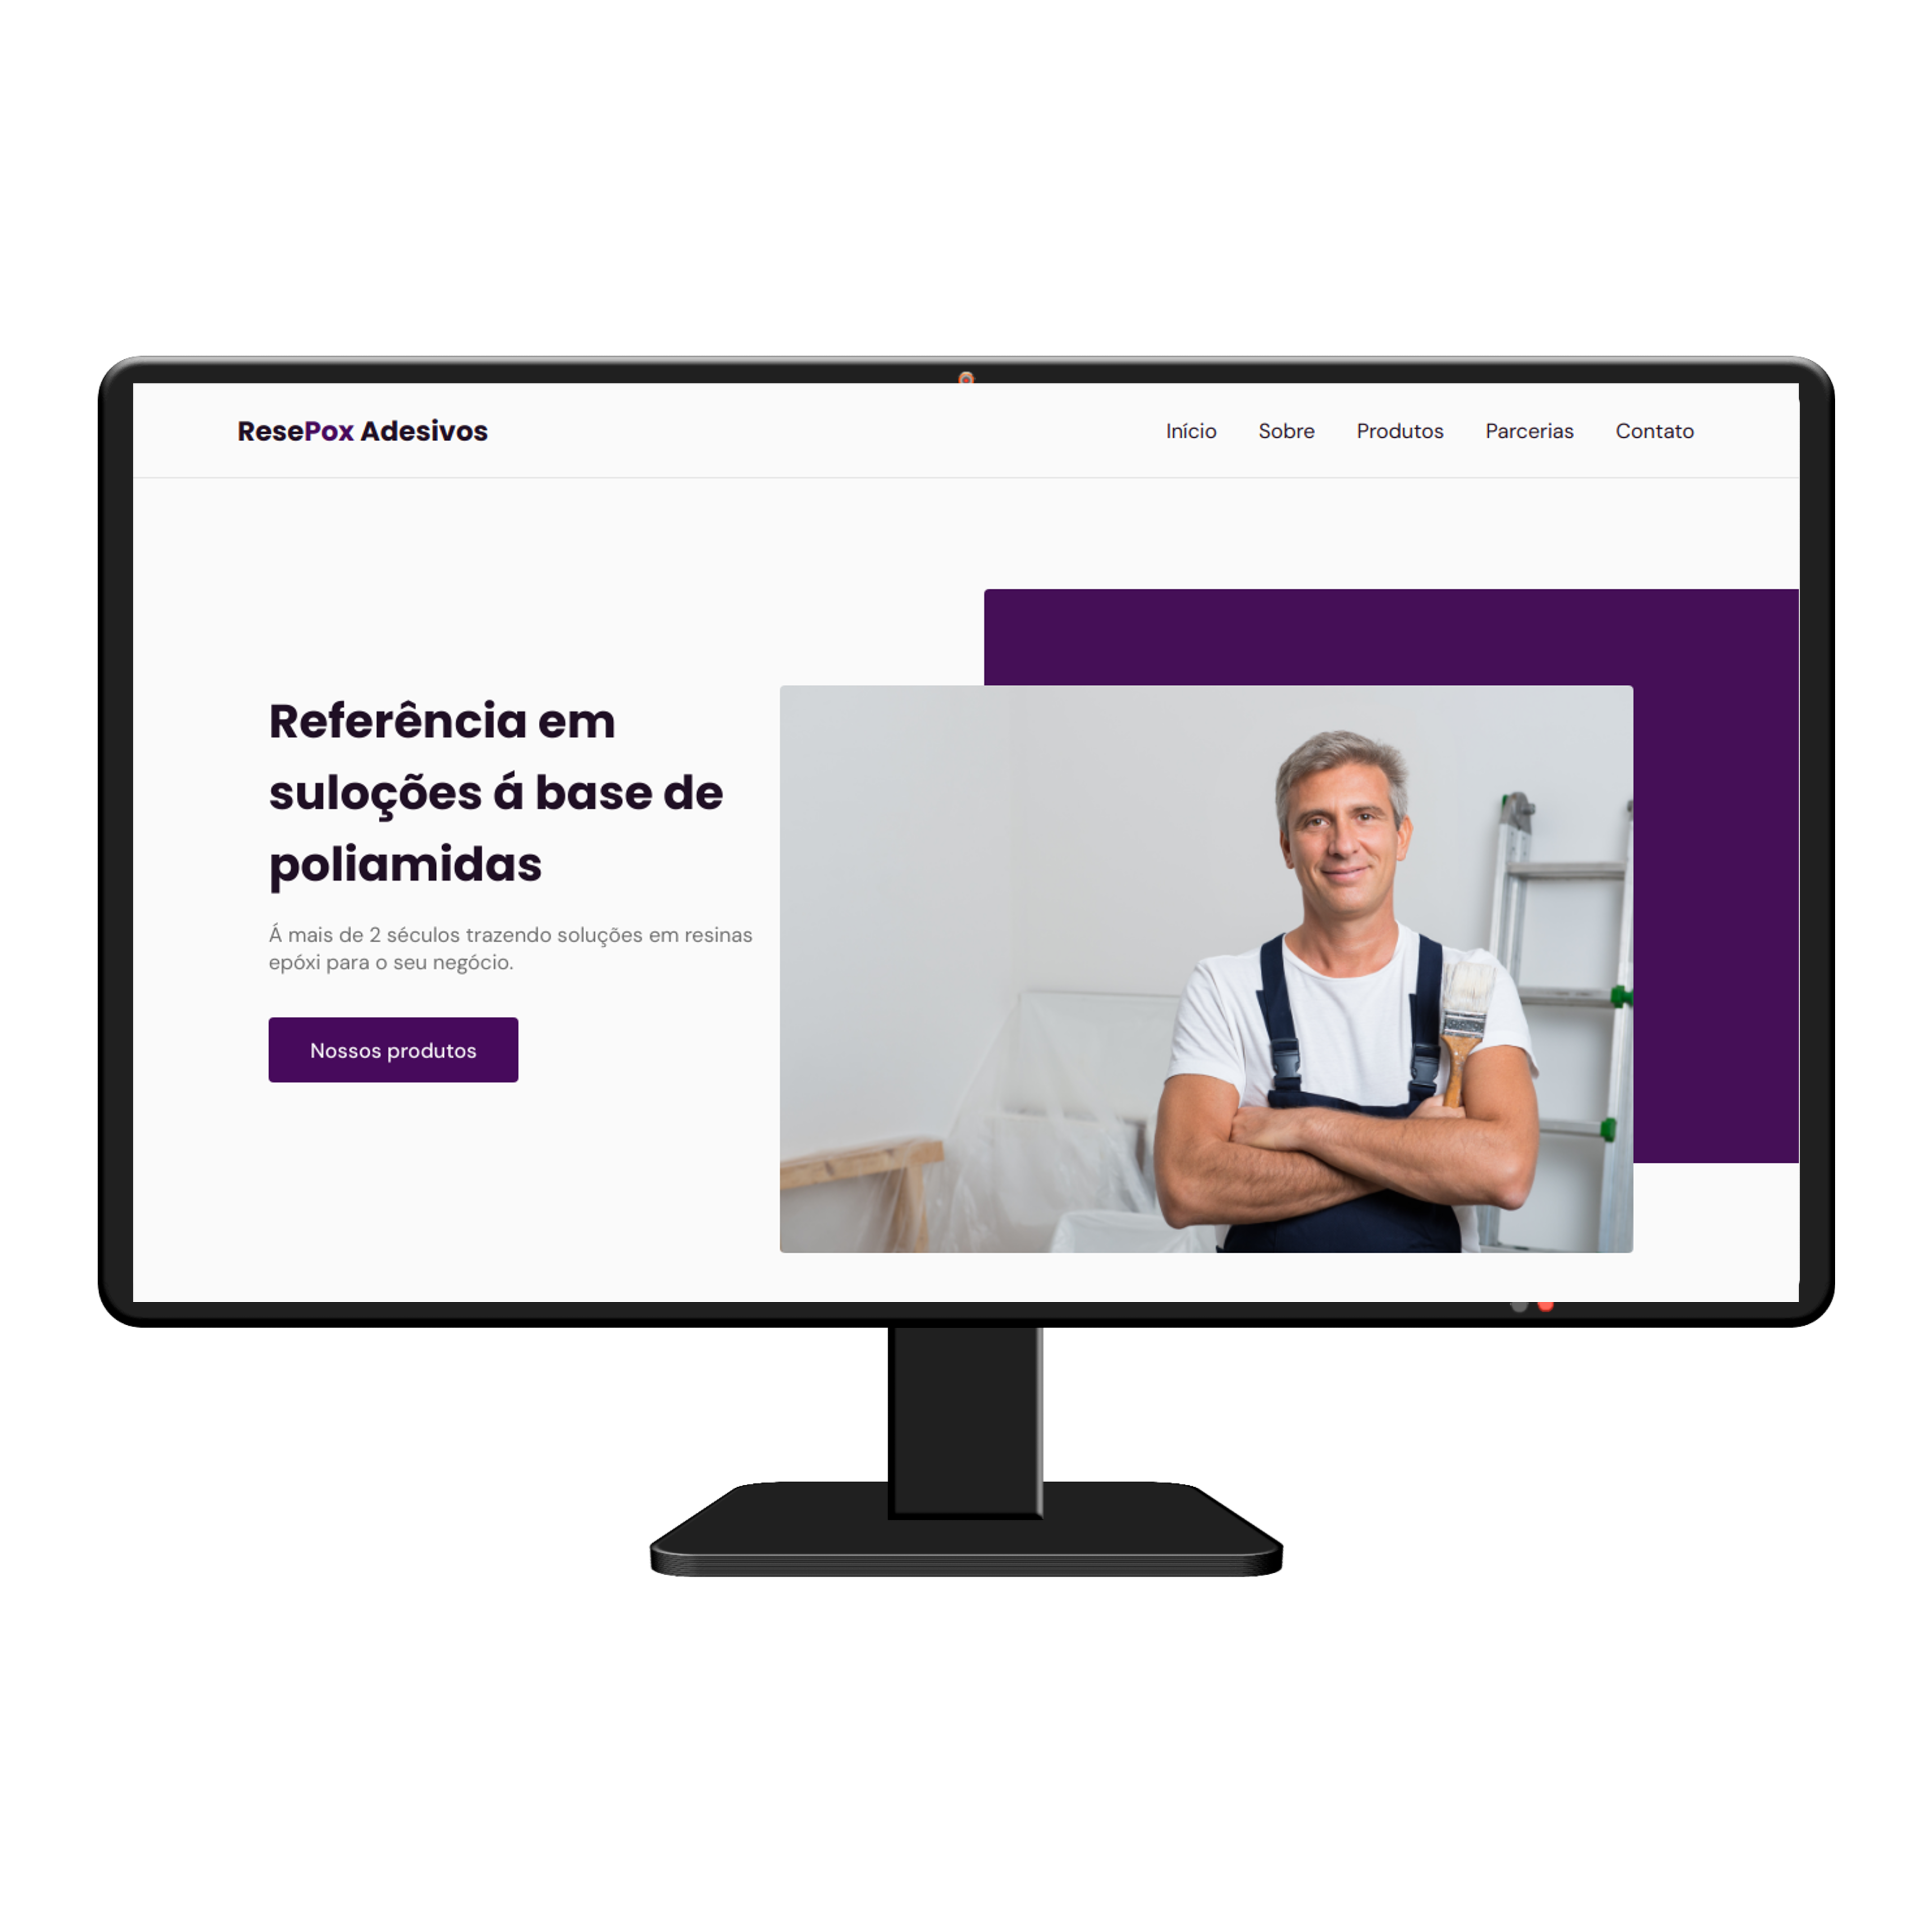 ResePox Adesivos
Início Sobre Produtos Parcerias Contato
Referência em
suloções á base de
poliamidas
Á mais de 2 séculos trazendo soluções em resinas
epóxi para o seu negócio.
Nossos produtos